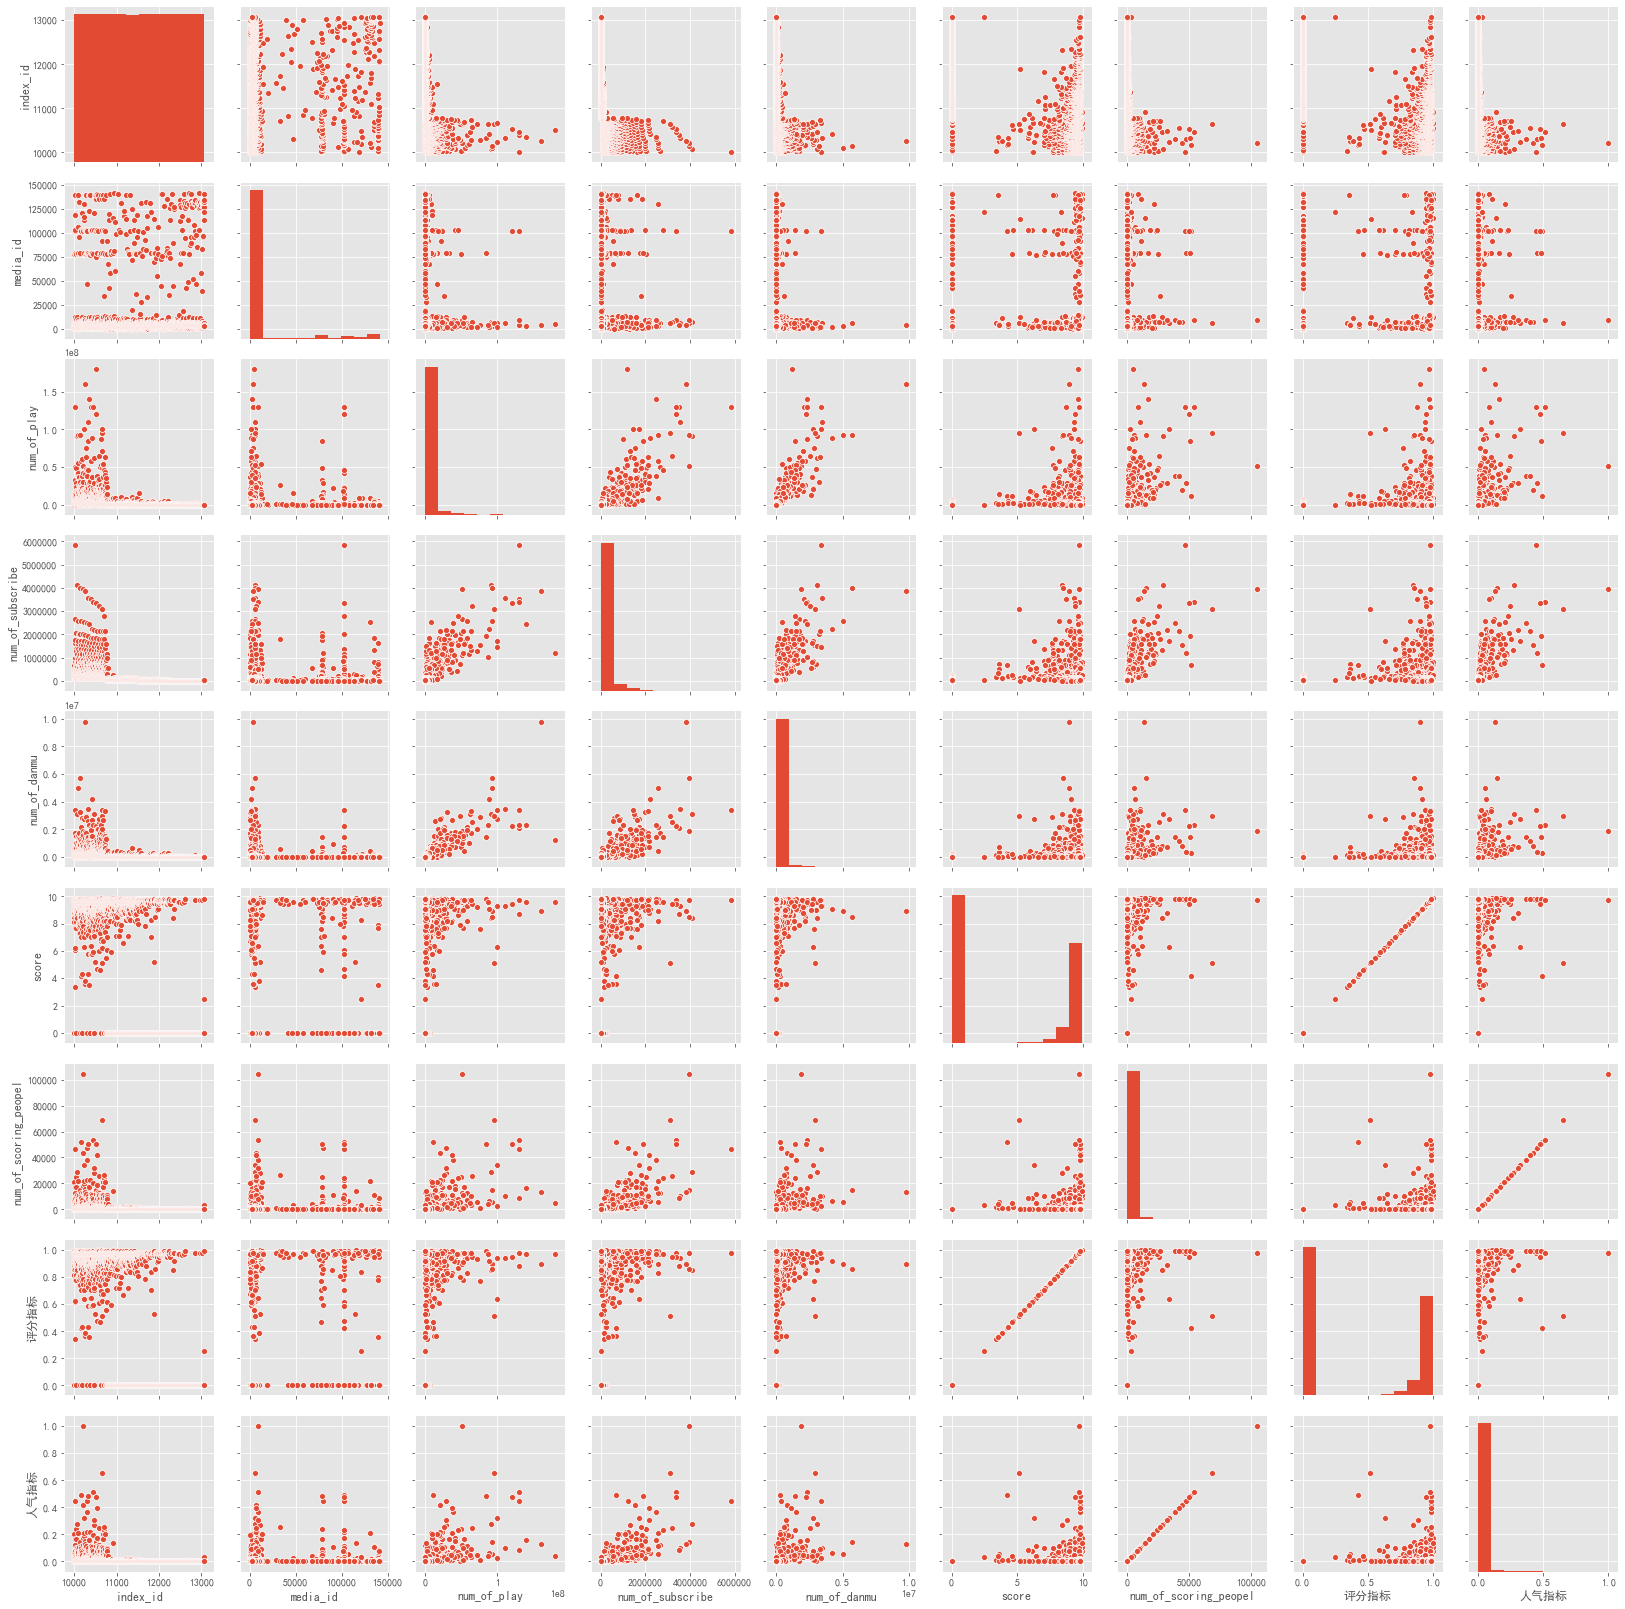 13000
12000
11000
10000
index_id
150000
125000
100000
75000
50000
25000
0
media_id
1e8
1.5
1.0
0.5
0.0
num_of_play
6000000
5000000
4000000
3000000
2000000
1000000
0
num_of_subscribe
1e7
1.0
0.8
0.6
0.4
0.2
0.0
num_of_danmu
10
8
6
4
2
0
score
100000
80000
60000
40000
20000
0
num_of_scoring_peopel
1.0
0.8
0.6
0.4
0.2
0.0
评分指标
1.0
0.8
0.6
0.4
0.2
0.0
人气指标
10000 11000 12000 13000
index_id
0 50000 100000 150000
media_id
0 1
1e8
num_of_play
0 2000000 4000000 6000000
num_of_subscribe
0.0 0.5 1.0
1e7
num_of_danmu
0 5 10
score
0 50000 100000
num_of_scoring_peopel
0.0 0.5 1.0
评分指标
0.0 0.5 1.0
人气指标